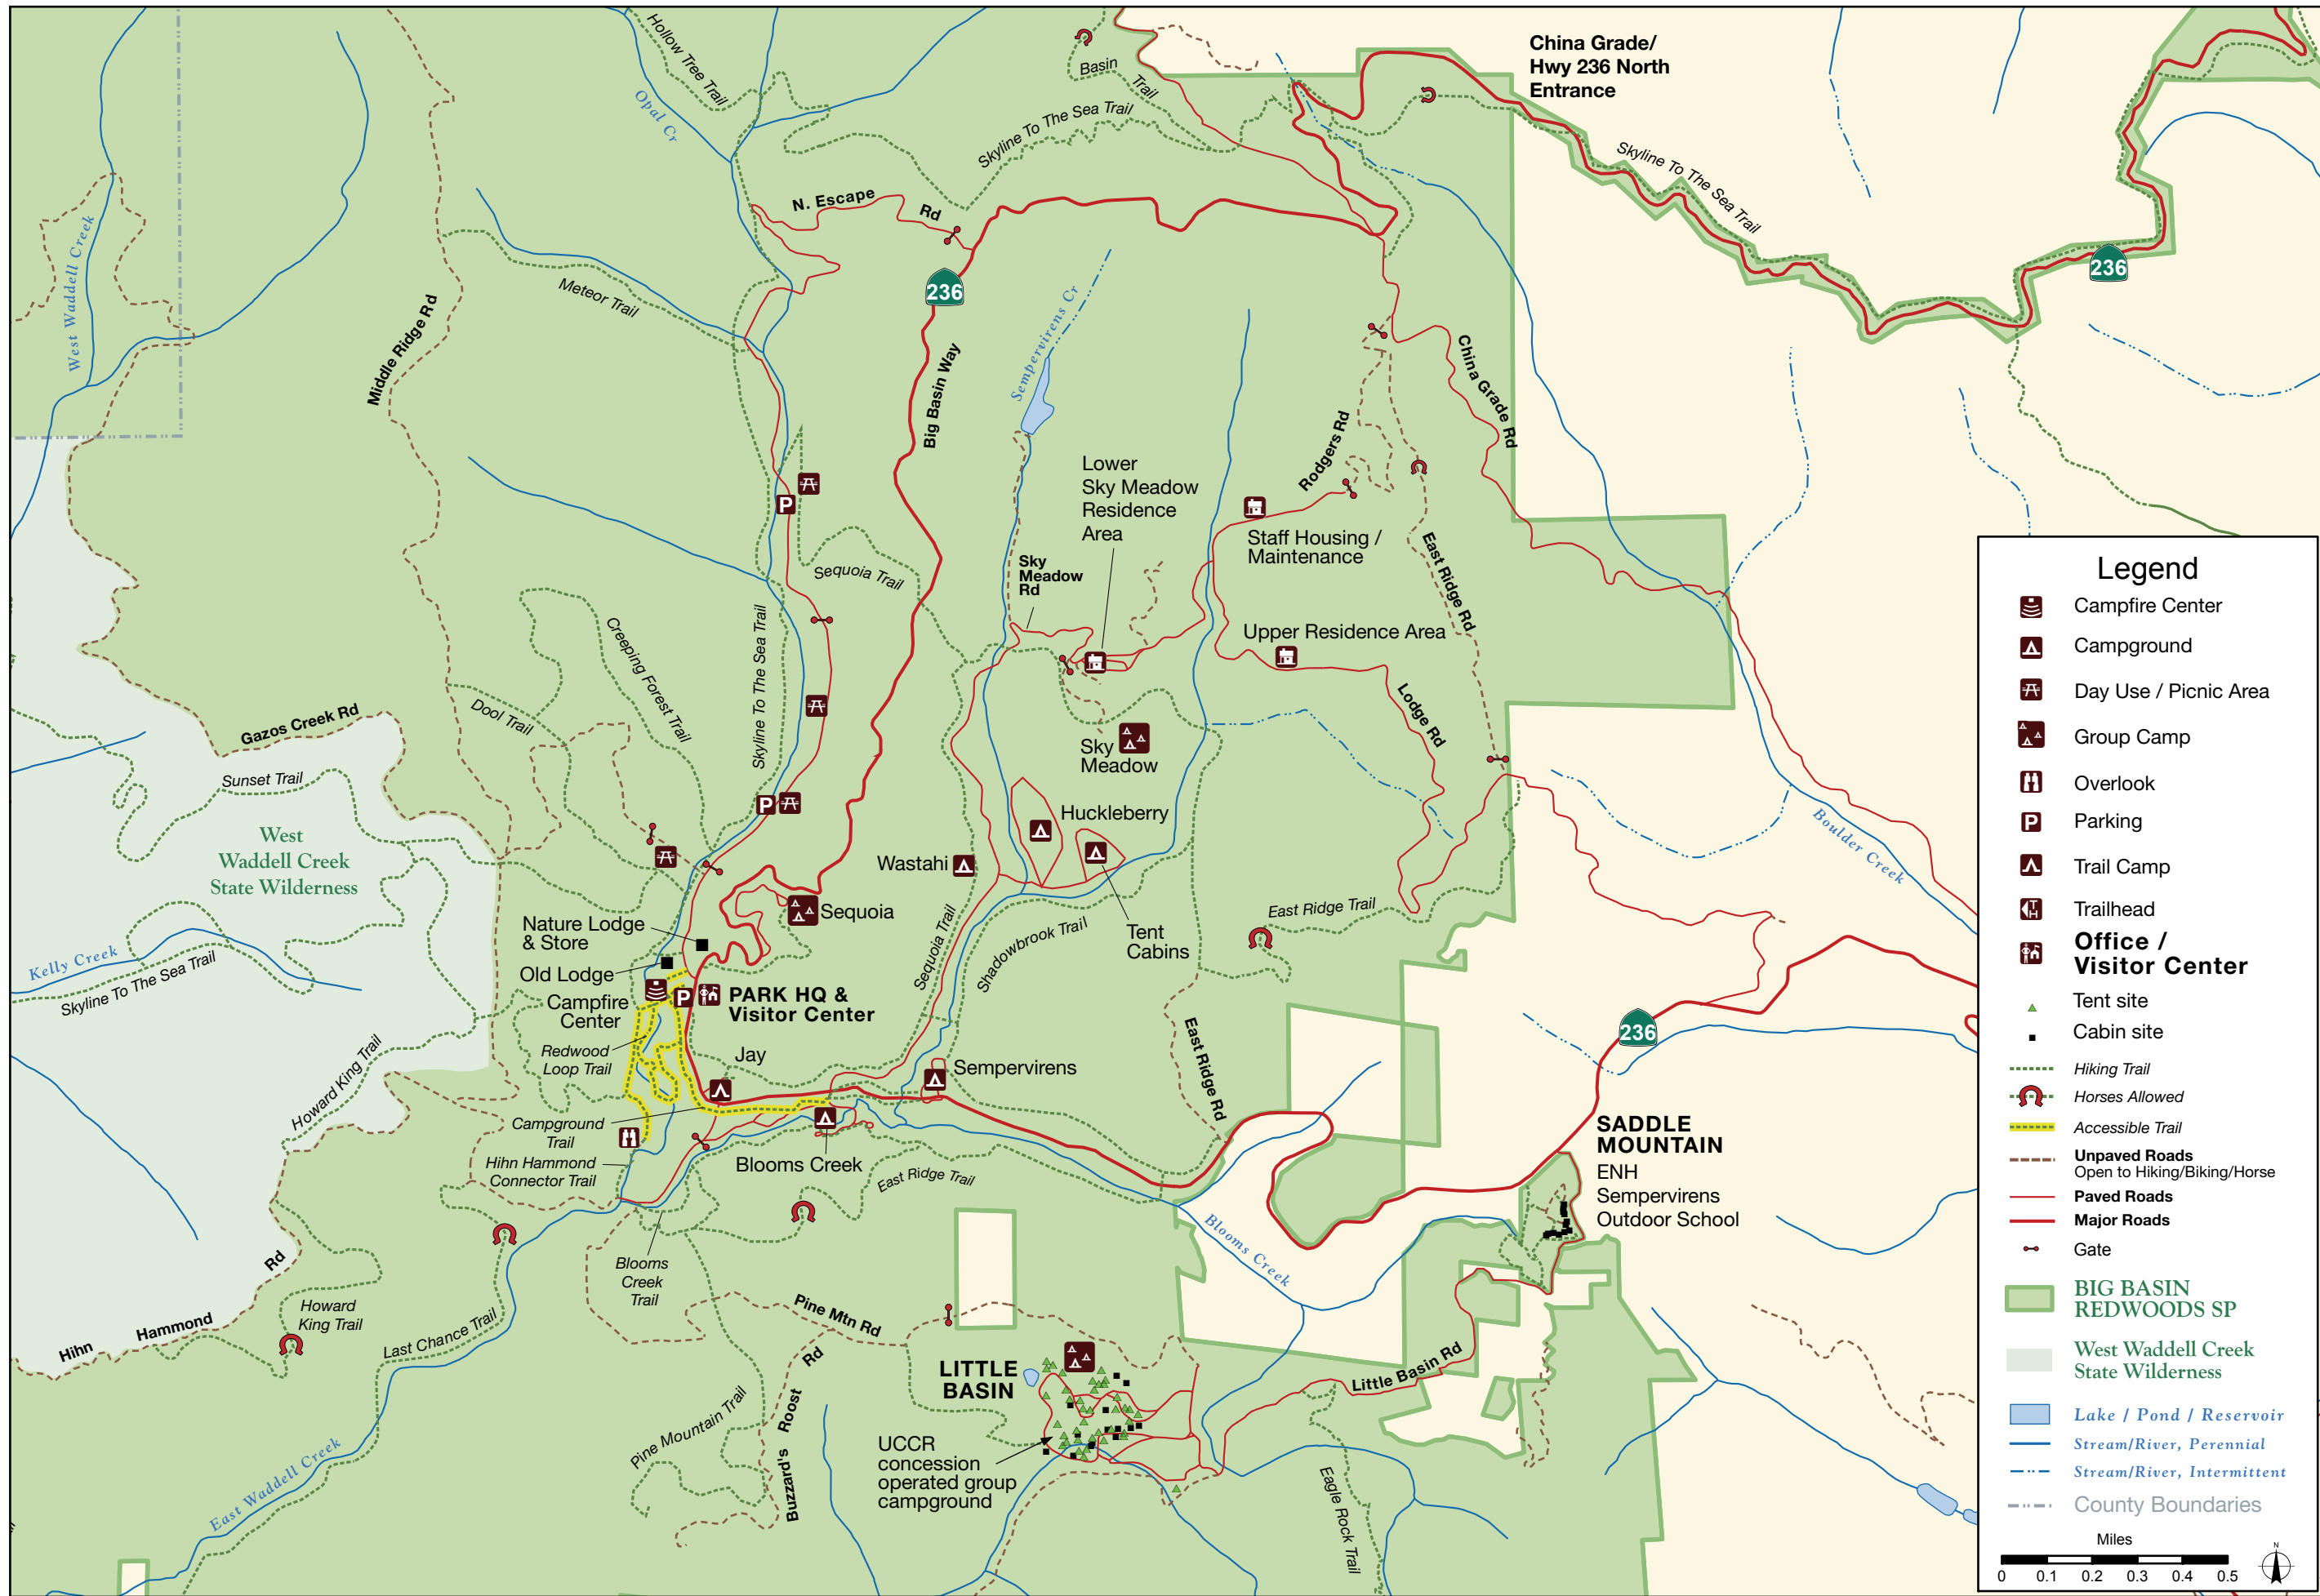 China Grade/
Hwy 236 North
Entrance
Hollow Tree Trail
Opal Cr
Basin
Trail
Skyline To The Sea Trail
Skyline To The Sea Trail
N. Escape
Rd
236
236
West Waddell Creek
Middle Ridge Rd
Meteor Trail
Big Basin Way
Sempervirens Cr
China Grade Rd
Rodgers Rd
Lower
Sky Meadow
Residence
Area
Staff Housing /
Maintenance
Sky
Meadow
Rd
East Ridge Rd
Sequoia Trail
Upper Residence Area
Creeping Forest Trail
Skyline To The Sea Trail
Dool Trail
Lodge Rd
Gazos Creek Rd
Sky
Meadow
Sunset Trail
West
Waddell Creek
State Wilderness
Huckleberry
Wastahi
Boulder Creek
P
P
Sequoia
Nature Lodge
& Store
Old Lodge
Tent
Cabins
East Ridge Trail
Sequoia Trail
Shadowbrook Trail
Kelly Creek
Skyline To The Sea Trail
Campfire
Center
P
PARK HQ &
Visitor Center
236
Redwood
Loop Trail
Jay
Sempervirens
East Ridge Rd
Howard King Trail
Campground
Trail
Blooms Creek
Hihn Hammond
Connector Trail
East Ridge Trail
SADDLE
MOUNTAIN
ENH
Sempervirens
Outdoor School
Blooms Creek
Blooms
Creek
Trail
Rd
Hammond
Hihn
Howard
King Trail
Last Chance Trail
Pine Mtn Rd
Rd
Roost
Buzzard's
LITTLE
BASIN
Little Basin Rd
Pine Mountain Trail
UCCR
concession
operated group
campground
East Waddell Creek
Eagle Rock Trail
Legend
Campfire Center
Campground
Day Use / Picnic Area
Group Camp
Overlook
P
Parking
Trail Camp
TH
Trailhead
Office /
Visitor Center
Tent site
Cabin site
Hiking Trail
Horses Allowed
Accessible Trail
Unpaved Roads
Open to Hiking/Biking/Horse
Paved Roads
Major Roads
Gate
BIG BASIN
REDWOODS SP
West Waddell Creek
State Wilderness
Lake / Pond / Reservoir
Stream/River, Perennial
Stream/River, Intermittent
County Boundaries
Miles
0 0.1 0.2 0.3 0.4 0.5
N